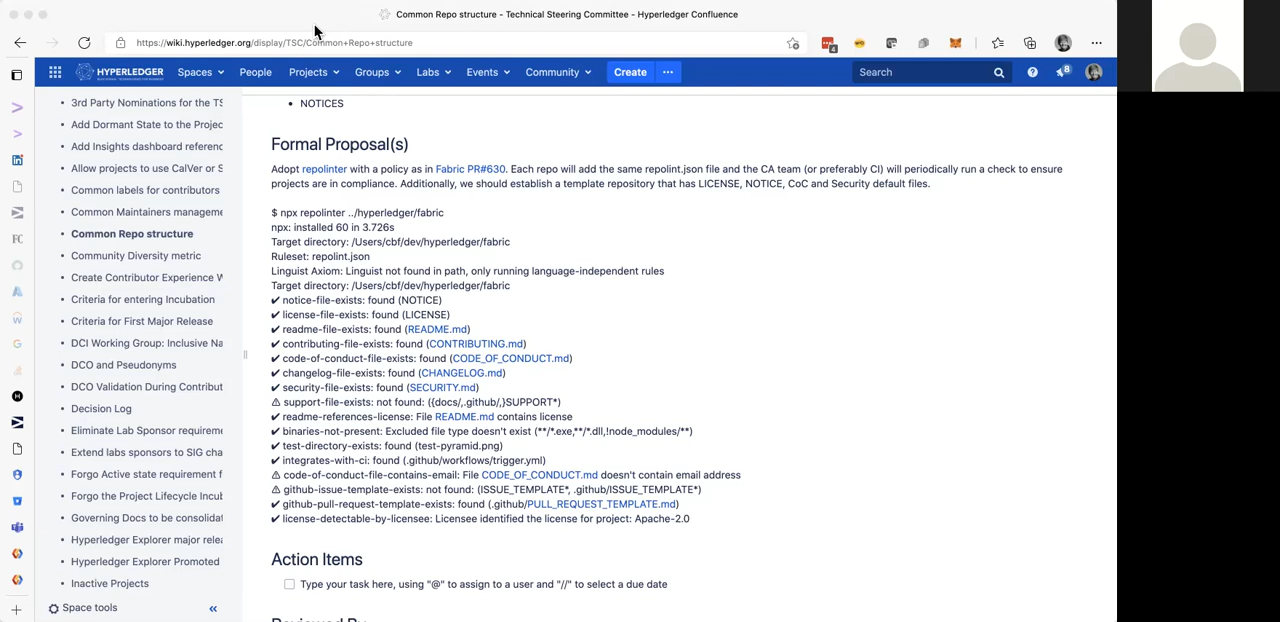 Common Repo structure - Technical Steering Committee - Hyperledger Confluence
https://wiki.hyperledger.org/display/TSC/Common+Repo+structure
4
HYPERLEDGER
Spaces
People
Projects
Groups
Labs
Events
Community
Create
Search
8
3rd Party Nominations for the TS
Add Dormant State to the Projec
Add Insights dashboard referenc
Allow projects to use CalVer or S
Common labels for contributors
Common Maintainers manageme
Common Repo structure
Community Diversity metric
Create Contributor Experience W
Criteria for entering Incubation
Criteria for First Major Release
DCI Working Group: Inclusive Na
DCO and Pseudonyms
DCO Validation During Contribut
Decision Log
Eliminate Lab Sponsor requireme
Extend labs sponsors to SIG cha
Forgo Active state requirement f
Forgo the Project Lifecycle Incub
Governing Docs to be consolidat
Hyperledger Explorer major relea
Hyperledger Explorer Promoted
Inactive Projects
Space tools
NOTICES
Formal Proposal(s)
Adopt repolinter with a policy as in Fabric PR#630. Each repo will add the same repolint.json file and the CA team (or preferably CI) will periodically run a check to ensure
projects are in compliance. Additionally, we should establish a template repository that has LICENSE, NOTICE, CoC and Security default files.
$ npx repolinter ../hyperledger/fabric
npx: installed 60 in 3.726s
Target directory: /Users/cbf/dev/hyperledger/fabric
Ruleset: repolint.json
Linguist Axiom: Linguist not found in path, only running language-independent rules
Target directory: /Users/cbf/dev/hyperledger/fabric
✔ notice-file-exists: found (NOTICE)
✔ license-file-exists: found (LICENSE)
✔ readme-file-exists: found (README.md)
✔ contributing-file-exists: found (CONTRIBUTING.md)
✔ code-of-conduct-file-exists: found (CODE_OF_CONDUCT.md)
✔ changelog-file-exists: found (CHANGELOG.md)
✔ security-file-exists: found (SECURITY.md)
⚠ support-file-exists: not found: ({docs/,.github/,}SUPPORT*)
✔ readme-references-license: File README.md contains license
✔ binaries-not-present: Excluded file type doesn't exist (**/*.exe,**/*.dll,!node_modules/**)
✔ test-directory-exists: found (test-pyramid.png)
✔ integrates-with-ci: found (.github/workflows/trigger.yml)
⚠ code-of-conduct-file-contains-email: File CODE_OF_CONDUCT.md doesn't contain email address
⚠ github-issue-template-exists: not found: (ISSUE_TEMPLATE*, .github/ISSUE_TEMPLATE*)
✔ github-pull-request-template-exists: found (.github/PULL_REQUEST_TEMPLATE.md)
✔ license-detectable-by-licensee: Licensee identified the license for project: Apache-2.0
Action Items
Type your task here, using "@" to assign to a user and "//" to select a due date
Reviewed By